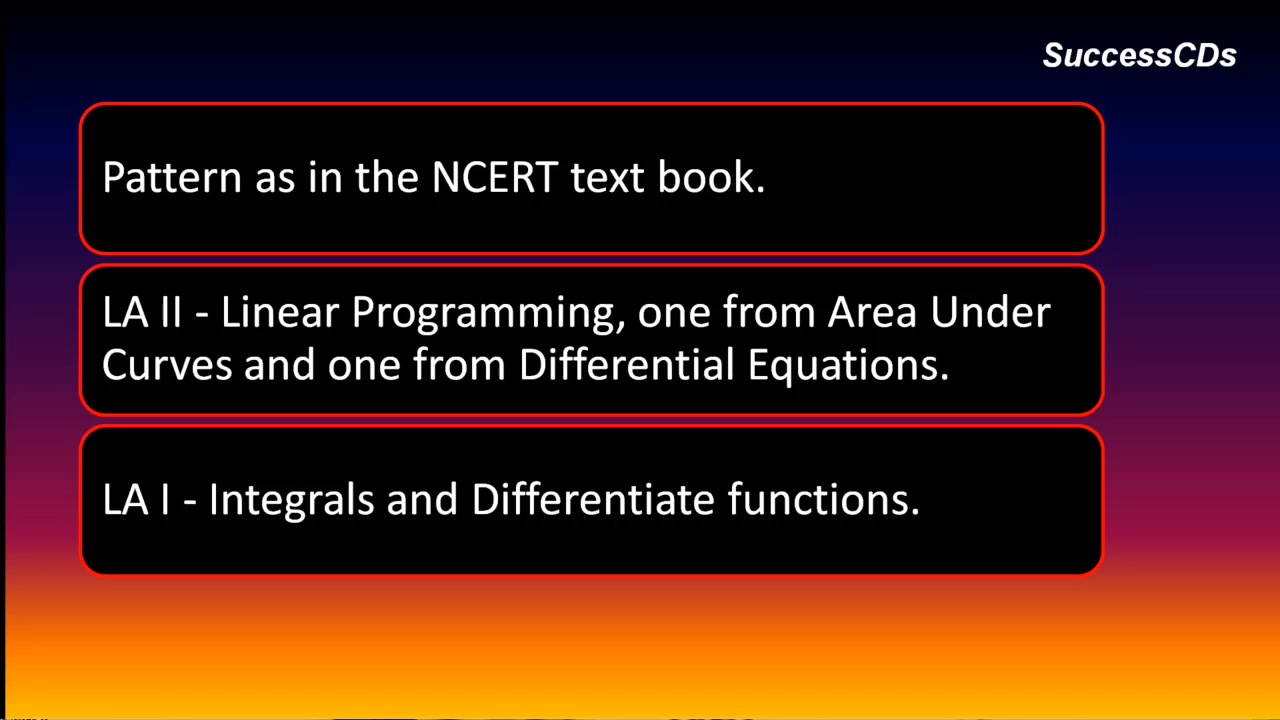 SuccessCDs
Pattern as in the NCERT text book.
LA II - Linear Programming, one from Area Under
Curves and one from Differential Equations.
LA I - Integrals and Differentiate functions.